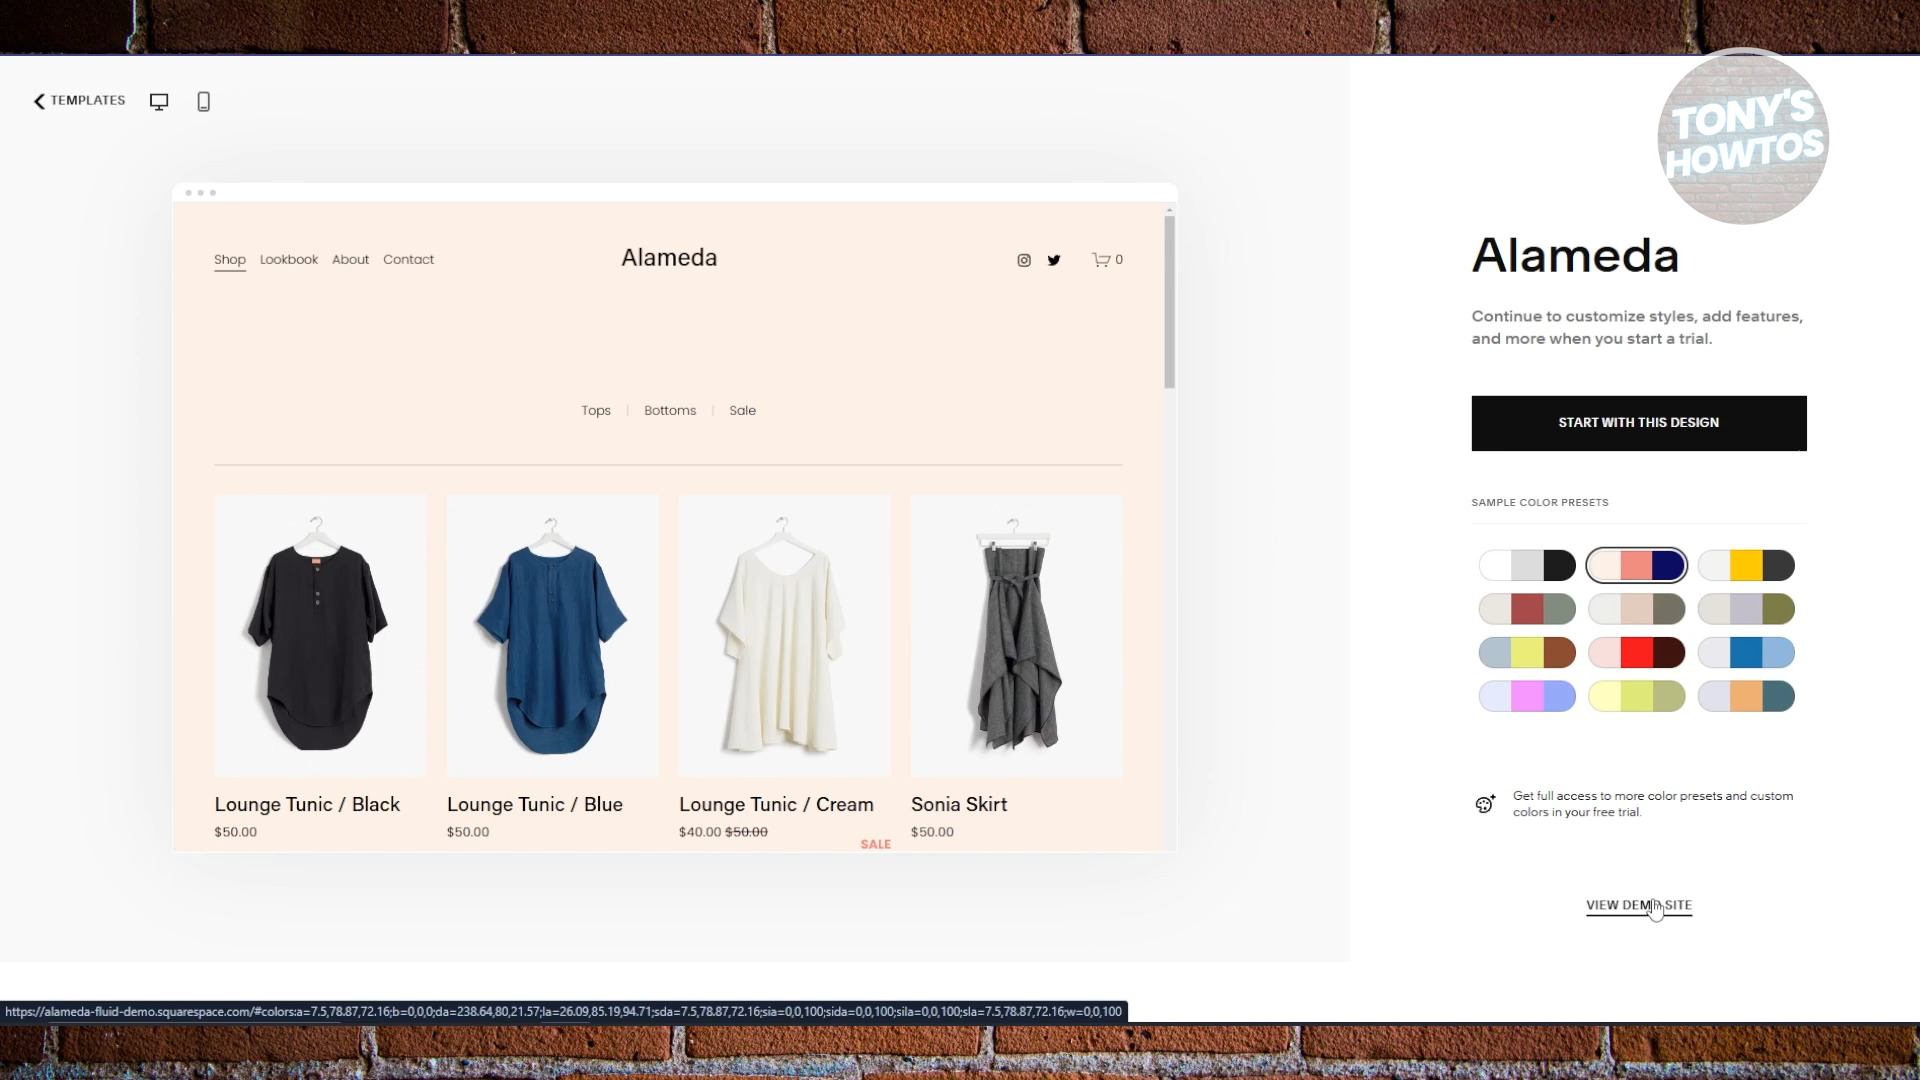 TEMPLATES
TONY'S
HOWTOS
Shop Lookbook About Contact
Alameda
0
Tops | Bottoms | Sale
Lounge Tunic / Black
$50.00
Lounge Tunic / Blue
$50.00
Lounge Tunic / Cream
$40.00 $50.00
SALE
Sonia Skirt
$50.00
Alameda
Continue to customize styles, add features,
and more when you start a trial.
START WITH THIS DESIGN
SAMPLE COLOR PRESETS
Get full access to more color presets and custom
colors in your free trial.
VIEW DEMO SITE
https://alameda-fluid-demo.squarespace.com/#colors:a=7.5,78.87,72.16;b=0,0,0;da=238.64,80,21.57;la=26.09,85.19,94.71;sda=7.5,78.87,72.16;sia=0,0,100;sida=0,0,100;sila=0,0,100;sla=7.5,78.87,72.16;w=0,0,100